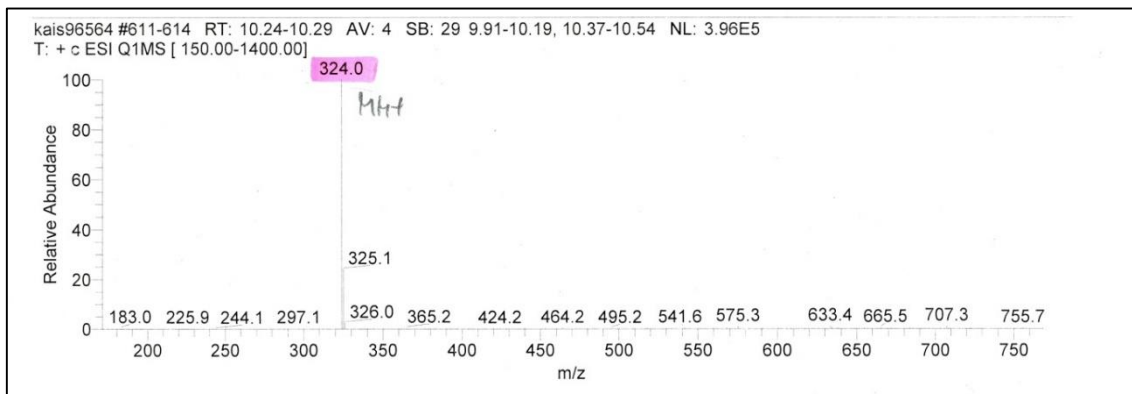 kais96564 #611-614 RT: 10.24-10.29 AV: 4 SB: 29 9.91-10.19, 10.37-10.54 NL: 3.96E5
T: + c ESI Q1MS [ 150.00-1400.00]
324.0
MH+
100
80
60
40
20
0
Relative Abundance
325.1
183.0 225.9 244.1 297.1 326.0 365.2 424.2 464.2 495.2 541.6 575.3 633.4 665.5 707.3 755.7
200 250 300 350 400 450 500 550 600 650 700 750
m/z